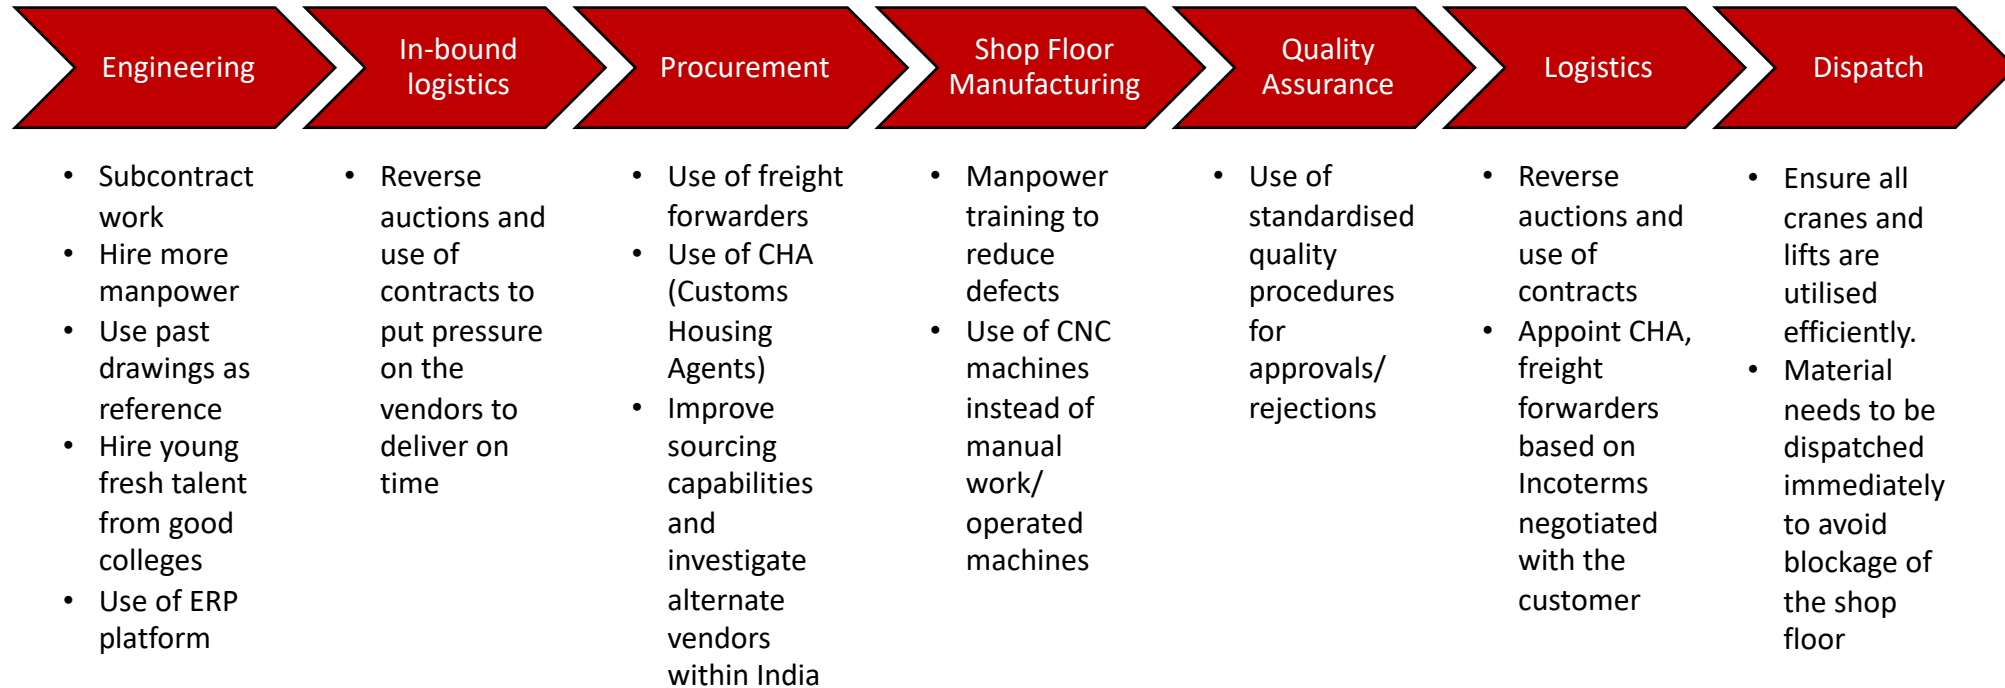 Engineering
In-bound
logistics
Procurement
Shop Floor
Manufacturing
Quality
Assurance
Logistics
Dispatch
• Subcontract
work
• Hire more
manpower
• Use past
drawings as
reference
• Hire young
fresh talent
from good
colleges
• Use of ERP
platform
• Reverse
auctions and
use of
contracts to
put pressure
on the
vendors to
deliver on
time
• Use of freight
forwarders
• Use of CHA
(Customs
Housing
Agents)
• Improve
sourcing
capabilities
and
investigate
alternate
vendors
within India
• Manpower
training to
reduce
defects
• Use of CNC
machines
instead of
manual
work/
operated
machines
• Use of
standardised
quality
procedures
for
approvals/
rejections
• Reverse
auctions and
use of
contracts
• Appoint CHA,
freight
forwarders
based on
Incoterms
negotiated
with the
customer
• Ensure all
cranes and
lifts are
utilised
efficiently.
• Material
needs to be
dispatched
immediately
to avoid
blockage of
the shop
floor